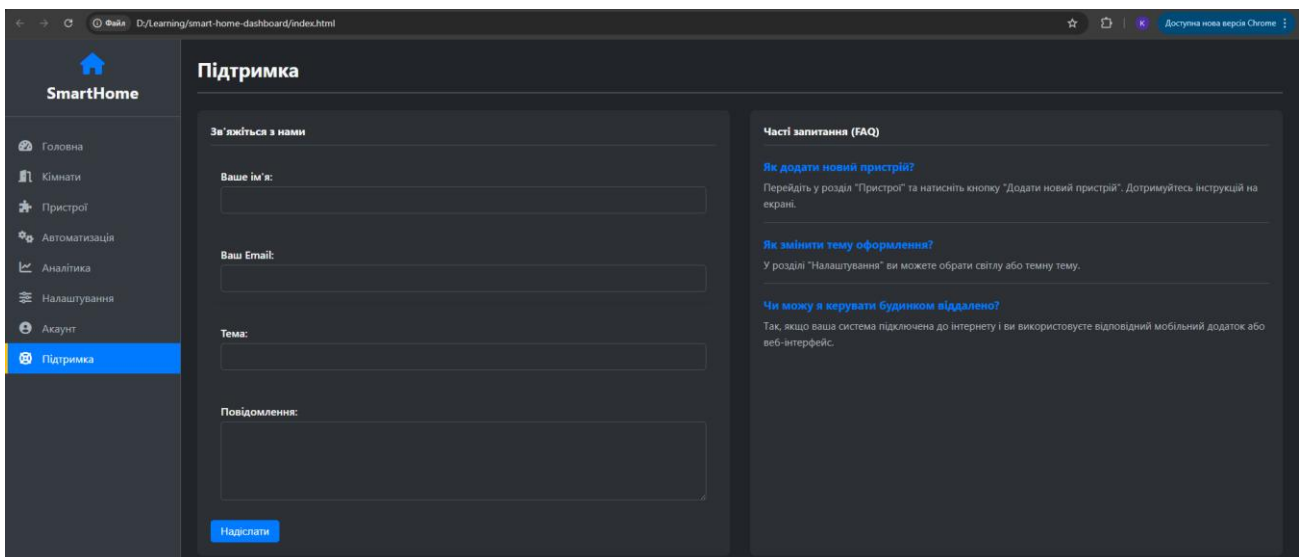 Файл D:/Learning/smart-home-dashboard/index.html
K
Доступна нова версія Chrome
SmartHome
Головна
Кімнати
Пристрої
Автоматизація
Аналітика
Налаштування
Акаунт
Підтримка
Підтримка
Зв'яжіться з нами
Ваше ім'я:
Ваш Email:
Тема:
Повідомлення:
Надіслати
Часті запитання (FAQ)
Як додати новий пристрій?
Перейдіть у розділ "Пристрої" та натисніть кнопку "Додати новий пристрій". Дотримуйтесь інструкцій на
екрані.
Як змінити тему оформлення?
У розділі "Налаштування" ви можете обрати світлу або темну тему.
Чи можу я керувати будинком віддалено?
Так, якщо ваша система підключена до інтернету і ви використовуєте відповідний мобільний додаток або
веб-інтерфейс.